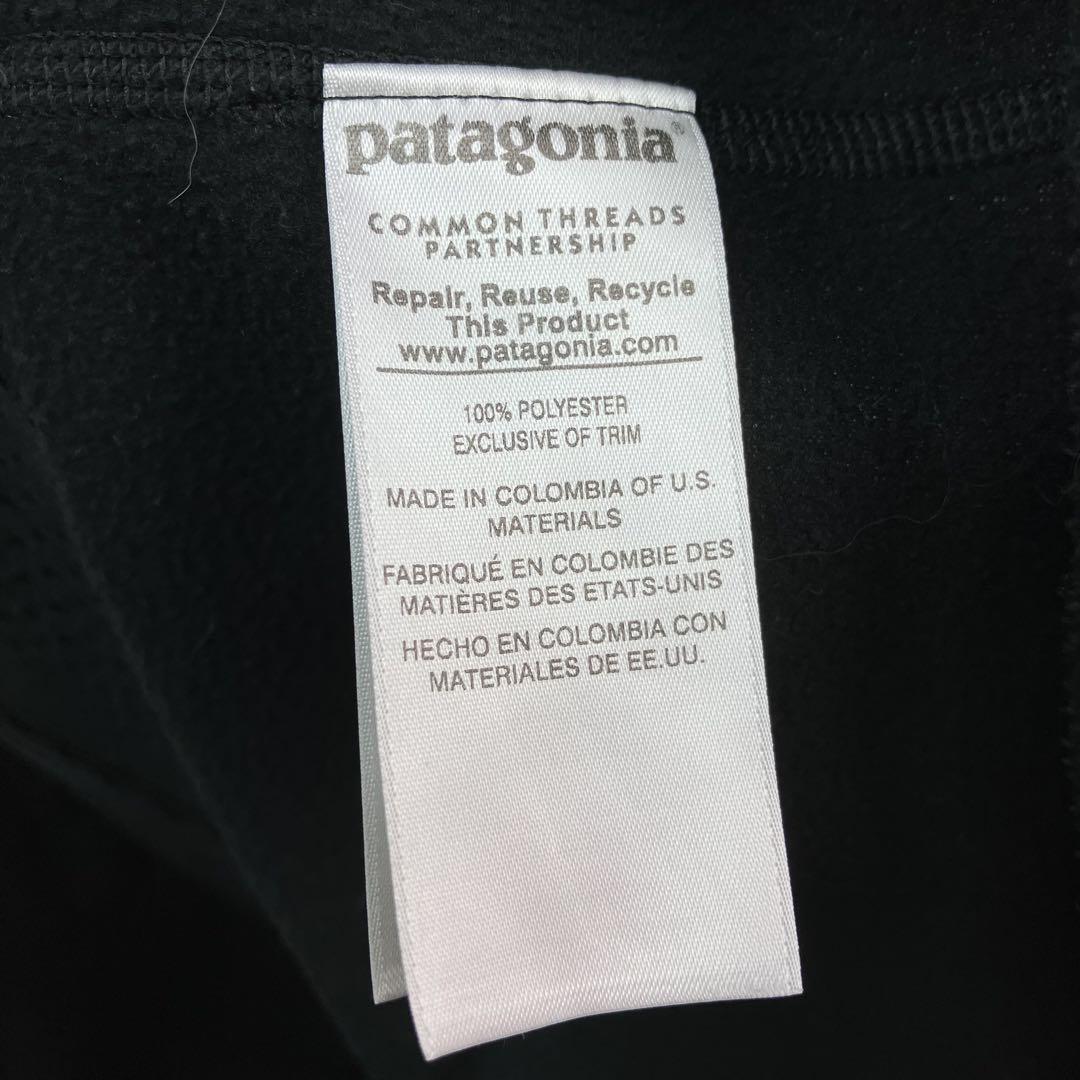 patagonia®
COMMON THREADS
PARTNERSHIP
Repair, Reuse, Recycle
This Product
www.patagonia.com
100% POLYESTER
EXCLUSIVE OF TRIM
MADE IN COLOMBIA OF U.S.
MATERIALS
FABRIQUÉ EN COLOMBIE DES
MATIÈRES DES ETATS-UNIS
HECHO EN COLOMBIA CON
MATERIALES DE EE.UU.